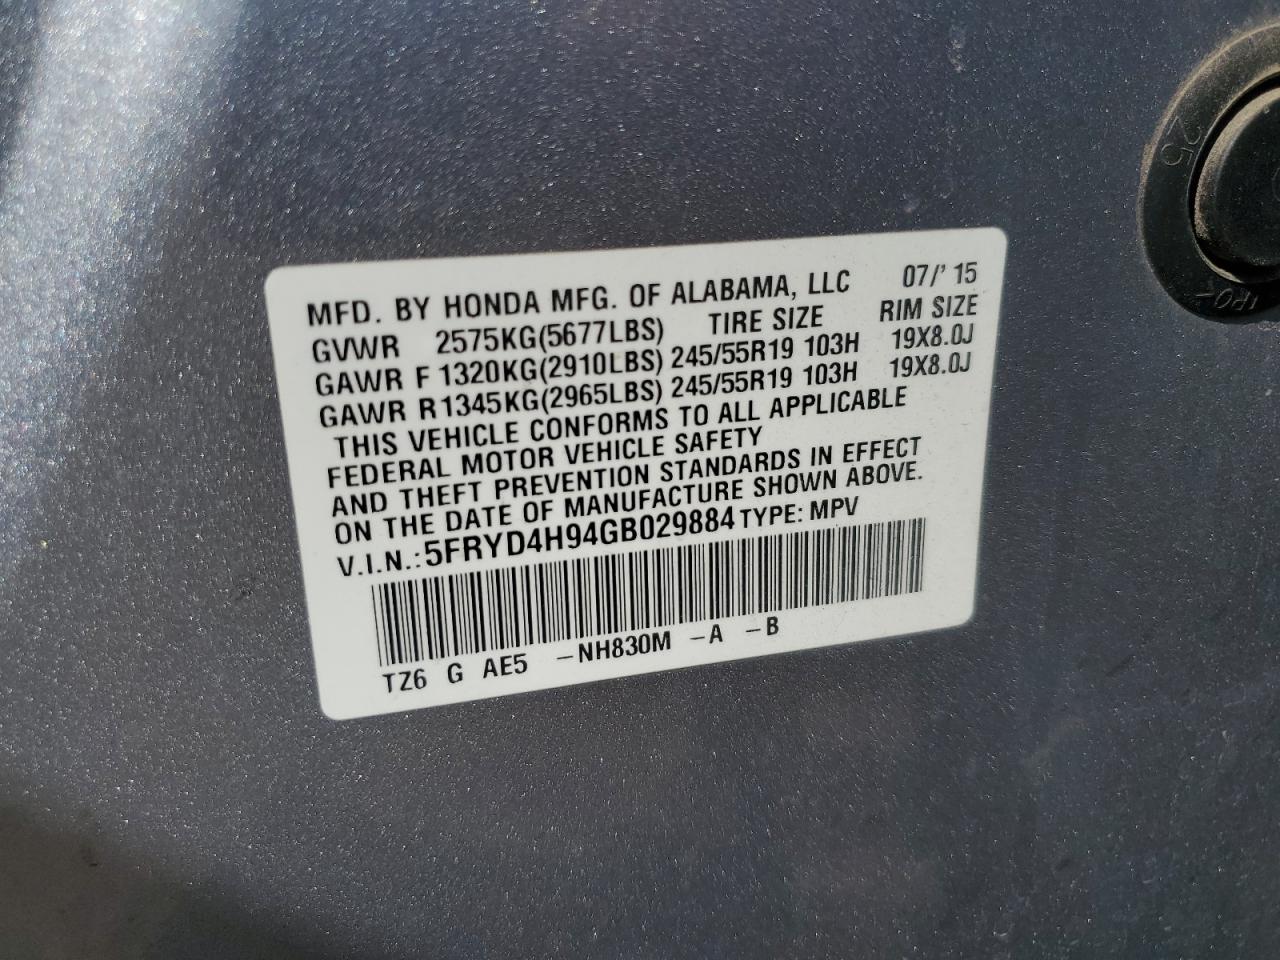 MFD. BY HONDA MFG. OF ALABAMA, LLC 07/' 15
GVWR 2575KG(5677LBS) TIRE SIZE RIM SIZE
GAWR F 1320KG(2910LBS) 245/55R19 103H 19X8.0J
GAWR R 1345KG(2965LBS) 245/55R19 103H 19X8.0J
THIS VEHICLE CONFORMS TO ALL APPLICABLE
FEDERAL MOTOR VEHICLE SAFETY
AND THEFT PREVENTION STANDARDS IN EFFECT
ON THE DATE OF MANUFACTURE SHOWN ABOVE.
V.I.N.: 5FRYD4H94GB029884 TYPE: MPV
TZ6 G AE5 -NH830M -A -B
25